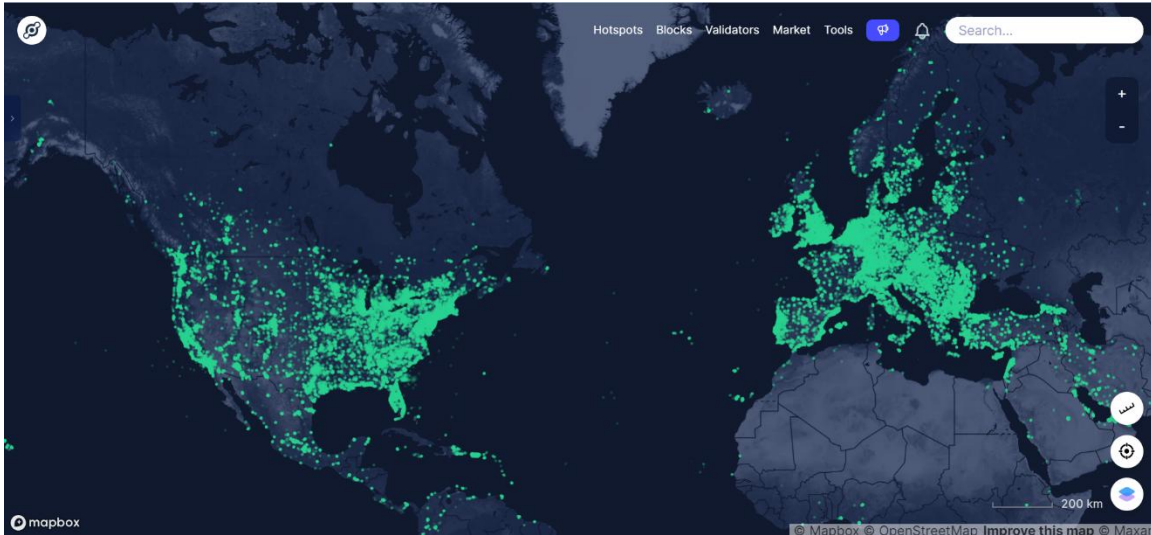 Hotspots Blocks Validators Market Tools Search...
+
-
200 km
mapbox
© Mapbox © OpenStreetMap Improve this map © Maxar